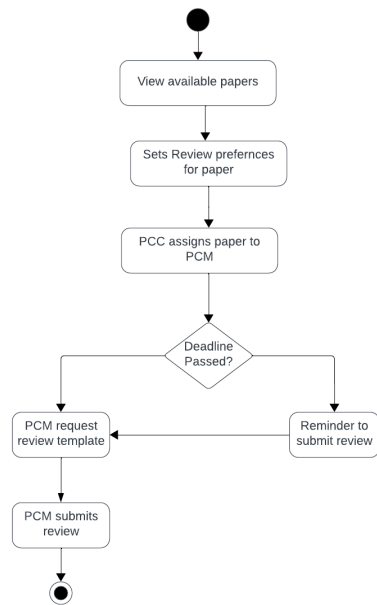 View available papers
Sets Review prefernces
for paper
PCC assigns paper to
PCM
Deadline
Passed?
PCM request
review template
Reminder to
submit review
PCM submits
review